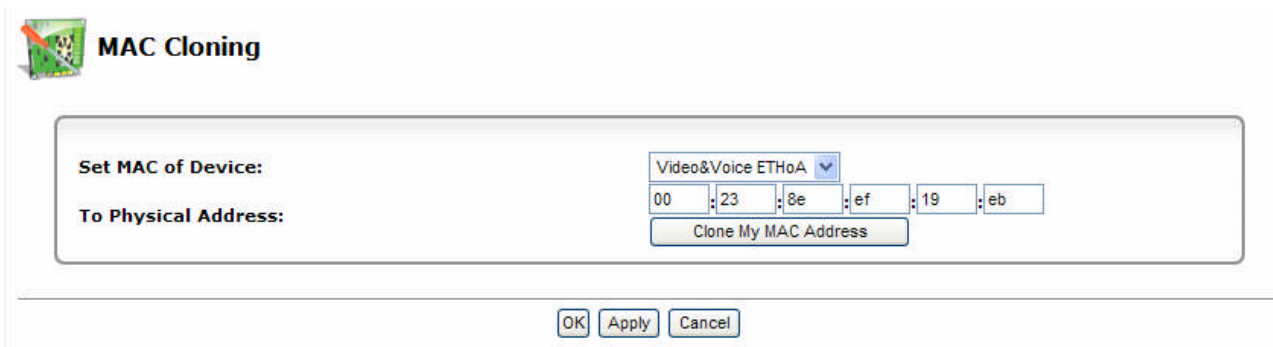 MAC Cloning
Set MAC of Device:
Video&Voice ETHoA
To Physical Address:
00 : 23 : 8e : ef : 19 : eb
Clone My MAC Address
OK Apply Cancel